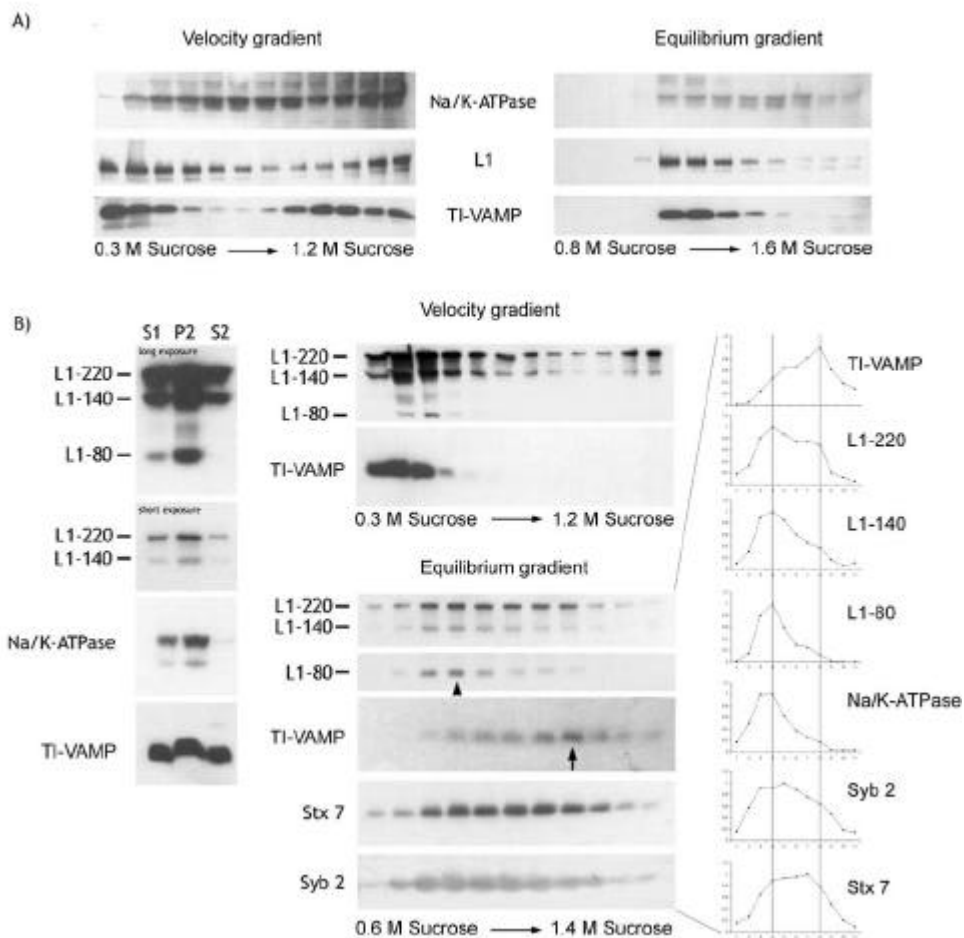 A)
Velocity gradient
Equilibrium gradient
Na/K-ATPase
L1
TI-VAMP
0.3 M Sucrose → 1.2 M Sucrose
0.8 M Sucrose → 1.6 M Sucrose
B)
S1 P2 S2
long exposure
L1-220
L1-140
L1-80
short exposure
L1-220
L1-140
Na/K-ATPase
TI-VAMP
Velocity gradient
L1-220
L1-140
L1-80
TI-VAMP
0.3 M Sucrose → 1.2 M Sucrose
Equilibrium gradient
L1-220
L1-140
L1-80
TI-VAMP
Stx 7
Syb 2
0.6 M Sucrose → 1.4 M Sucrose
TI-VAMP
L1-220
L1-140
L1-80
Na/K-ATPase
Syb 2
Stx 7